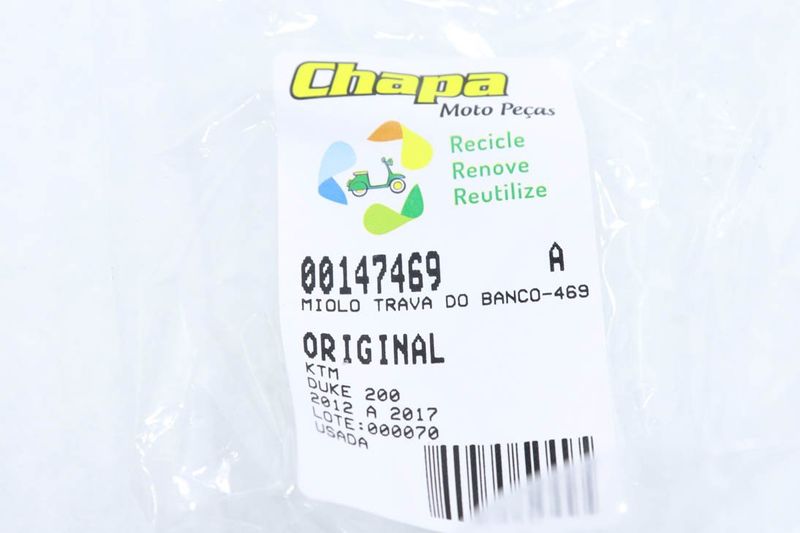 Chapa
Moto Peças
Recicle
Renove
Reutilize
00147469 A
MIOLO TRAVA DO BANCO-469
ORIGINAL
KTM
DUKE 200
2012 A 2017
LOTE:000070
USADA